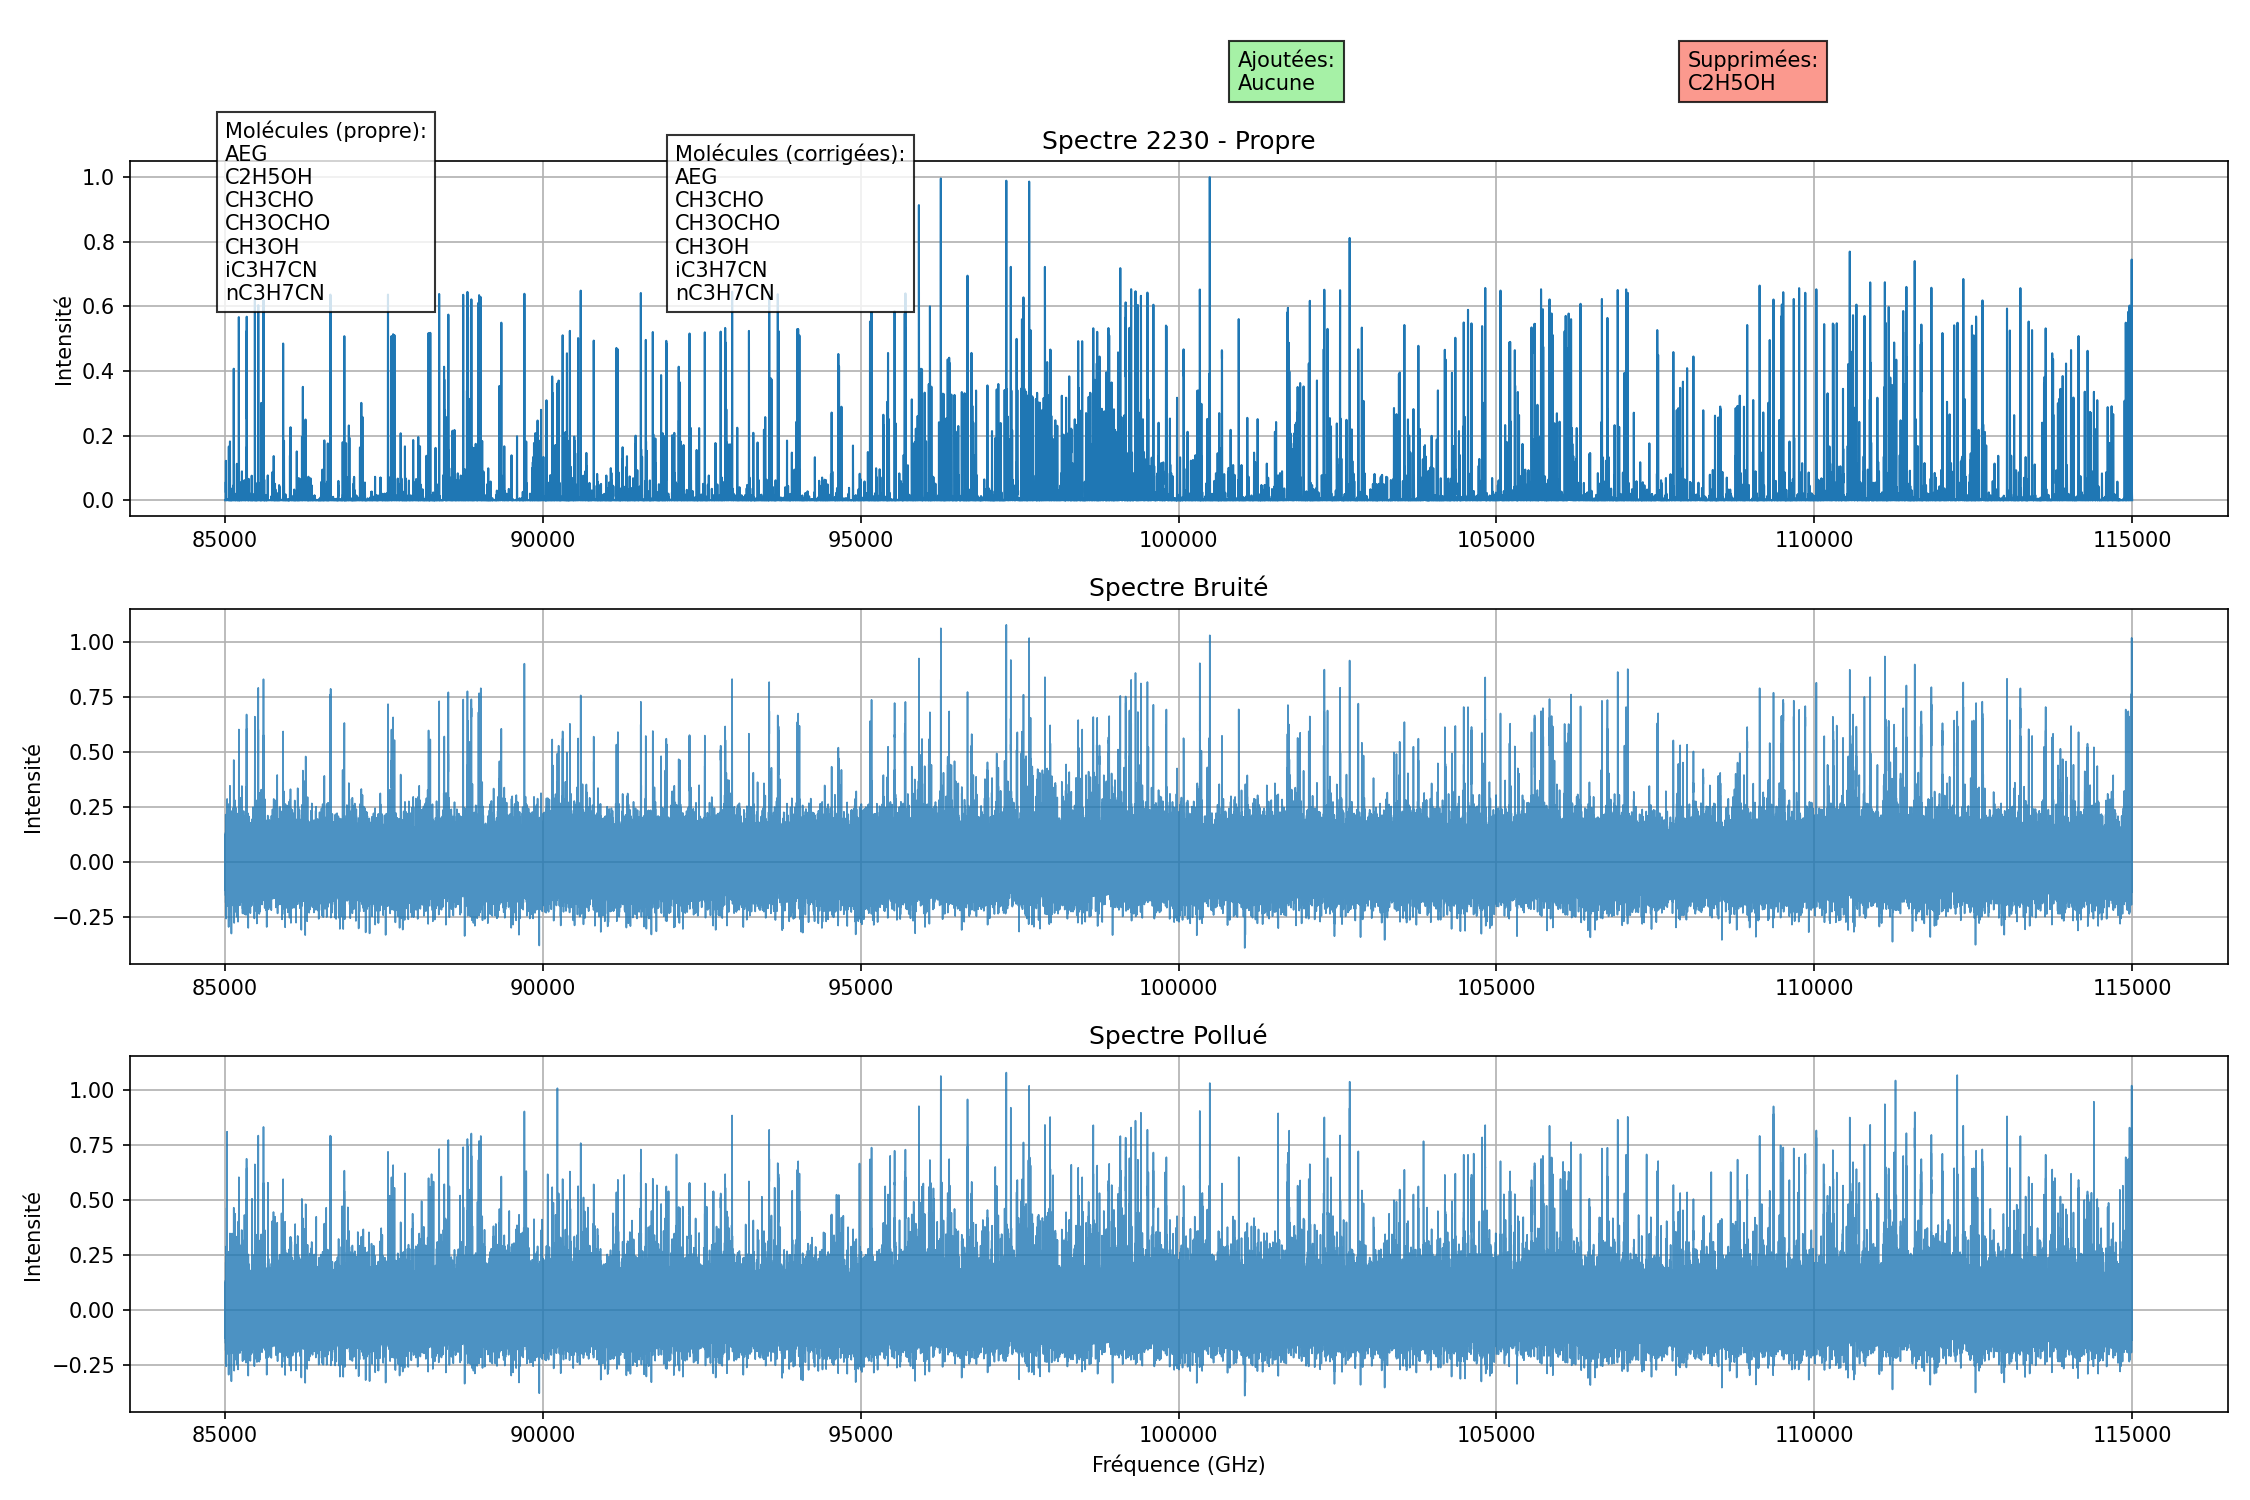 Ajoutées:
Aucune
Supprimées:
C2H5OH
Molécules (propre):
AEG
C2H5OH
CH3CHO
CH3OCHO
CH3OH
iC3H7CN
nC3H7CN
Molécules (corrigées):
AEG
CH3CHO
CH3OCHO
CH3OH
iC3H7CN
nC3H7CN
Spectre 2230 - Propre
Intensité
1.0
0.8
0.6
0.4
0.2
0.0
85000 90000 95000 100000 105000 110000 115000
Spectre Bruité
Intensité
1.00
0.75
0.50
0.25
0.00
−0.25
85000 90000 95000 100000 105000 110000 115000
Spectre Pollué
Intensité
1.00
0.75
0.50
0.25
0.00
−0.25
85000 90000 95000 100000 105000 110000 115000
Fréquence (GHz)